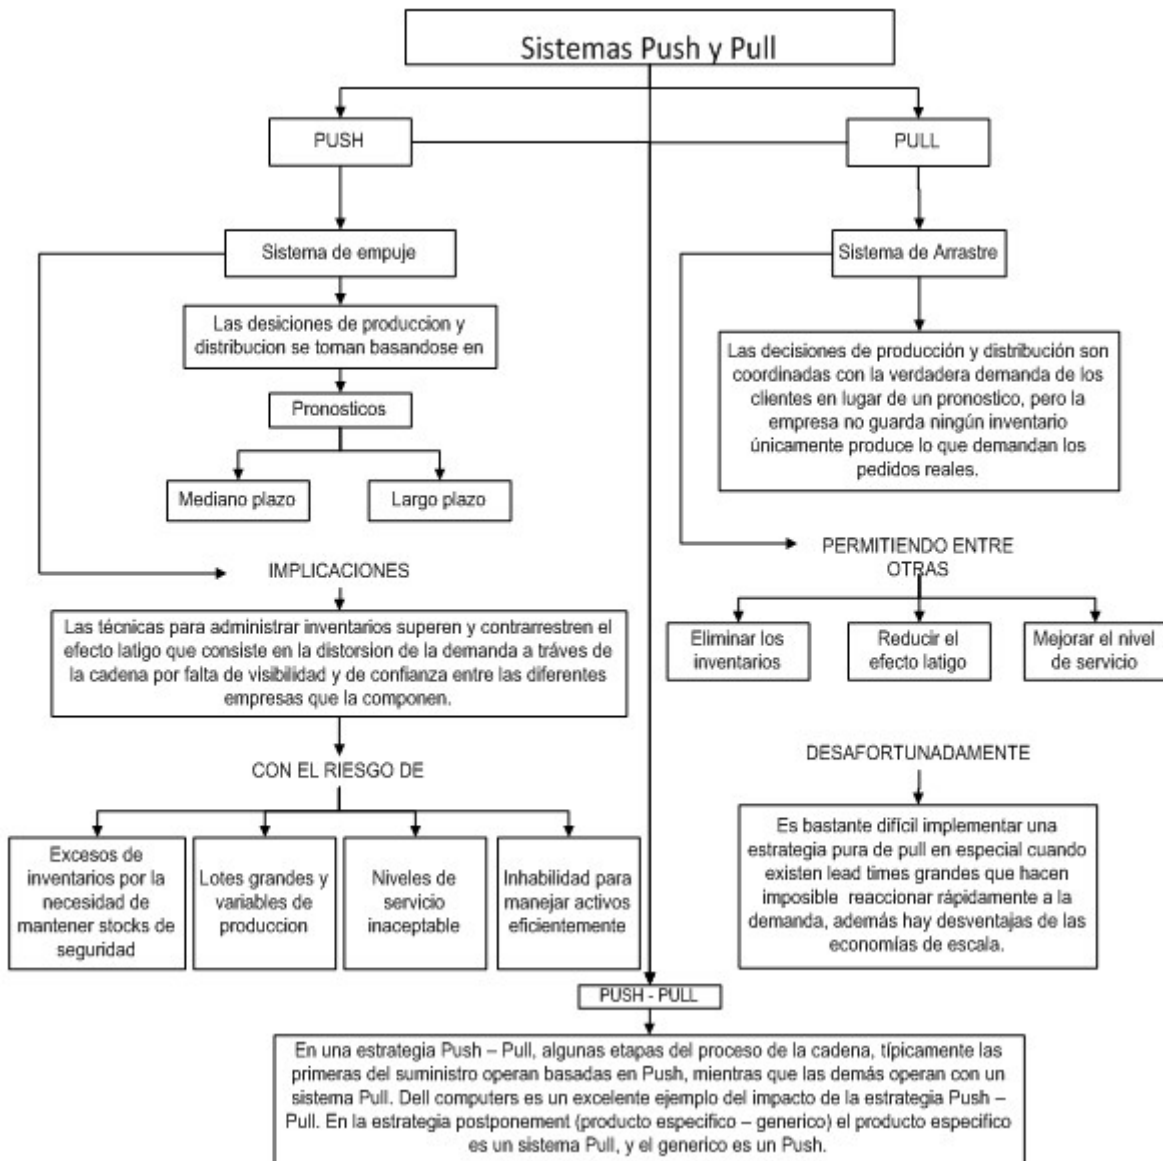 Sistemas Push y Pull
PUSH
PULL
Sistema de empuje
Sistema de Arrastre
Las desiciones de produccion y
distribucion se toman basandose en
Pronosticos
Mediano plazo
Largo plazo
Las decisiones de producción y distribución son
coordinadas con la verdadera demanda de los
clientes en lugar de un pronostico, pero la
empresa no guarda ningún inventario
únicamente produce lo que demandan los
pedidos reales.
IMPLICACIONES
Las técnicas para administrar inventarios superen y contrarrestren el
efecto latigo que consiste en la distorsion de la demanda a tráves de
la cadena por falta de visibilidad y de confianza entre las diferentes
empresas que la componen.
PERMITIENDO ENTRE
OTRAS
Eliminar los
inventarios
Reducir el
efecto latigo
Mejorar el nivel
de servicio
CON EL RIESGO DE
Excesos de
inventarios por la
necesidad de
mantener stocks de
seguridad
Lotes grandes y
variables de
produccion
Niveles de
servicio
inaceptable
Inhabilidad para
manejar activos
eficientemente
DESAFORTUNADAMENTE
Es bastante difícil implementar una
estrategia pura de pull en especial cuando
existen lead times grandes que hacen
imposible reaccionar rápidamente a la
demanda, además hay desventajas de las
economías de escala.
PUSH - PULL
En una estrategia Push – Pull, algunas etapas del proceso de la cadena, típicamente las
primeras del suministro operan basadas en Push, mientras que las demás operan con un
sistema Pull. Dell computers es un excelente ejemplo del impacto de la estrategia Push –
Pull. En la estrategia postponement (producto especifico – generico) el producto especifico
es un sistema Pull, y el generico es un Push.